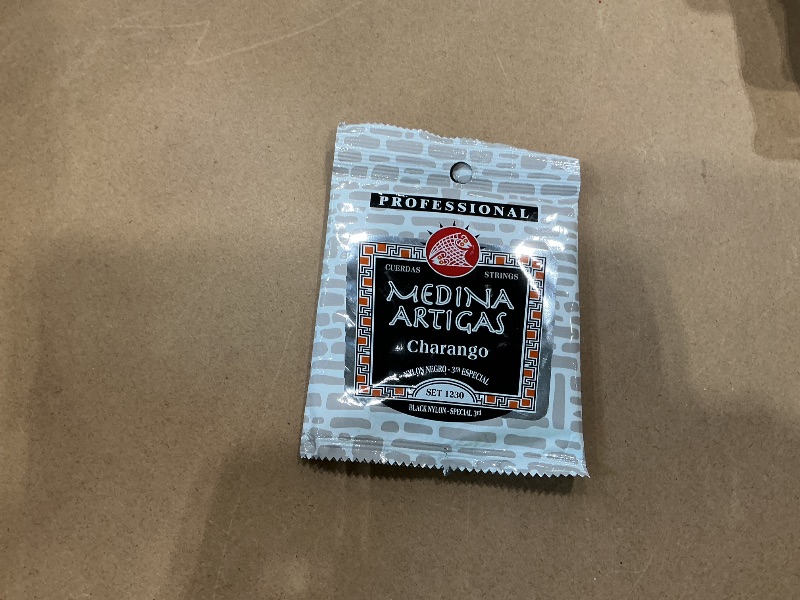 PROFESSIONAL
CUERDAS STRINGS
MEDINA
ARTIGAS
Charango
NYLON NEGRO - 3ra ESPECIAL
SET 1230
BLACK NYLON - SPECIAL 3rd